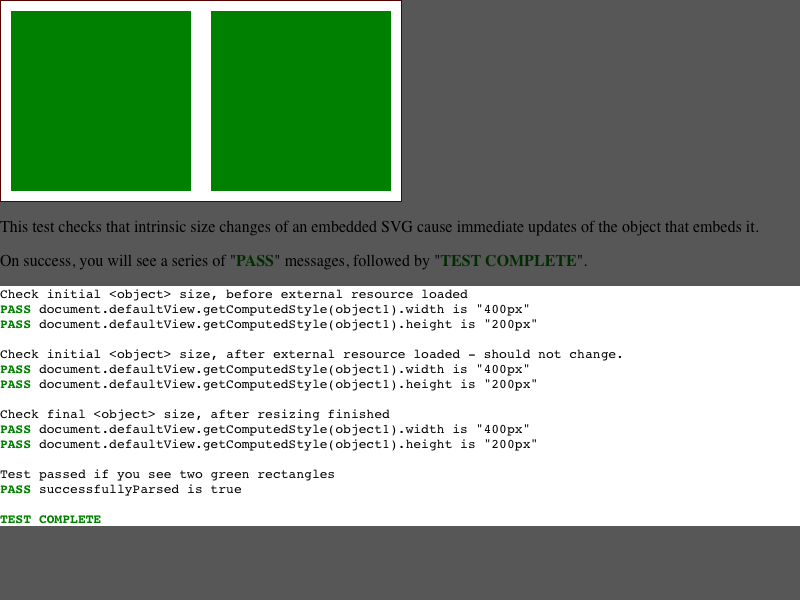 This test checks that intrinsic size changes of an embedded SVG cause immediate updates of the object that embeds it.
On success, you will see a series of "PASS" messages, followed by "TEST COMPLETE".
Check initial <object> size, before external resource loaded
PASS document.defaultView.getComputedStyle(object1).width is "400px"
PASS document.defaultView.getComputedStyle(object1).height is "200px"
Check initial <object> size, after external resource loaded - should not change.
PASS document.defaultView.getComputedStyle(object1).width is "400px"
PASS document.defaultView.getComputedStyle(object1).height is "200px"
Check final <object> size, after resizing finished
PASS document.defaultView.getComputedStyle(object1).width is "400px"
PASS document.defaultView.getComputedStyle(object1).height is "200px"
Test passed if you see two green rectangles
PASS successfullyParsed is true
TEST COMPLETE